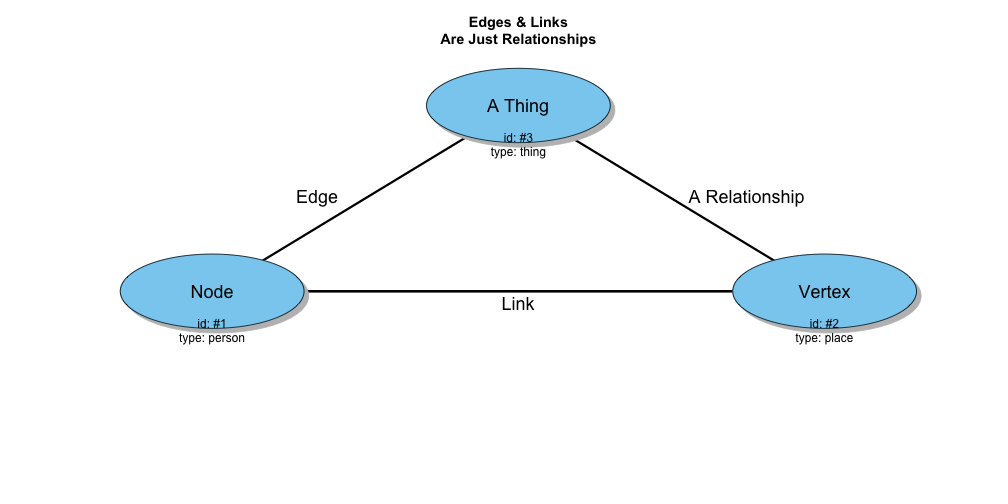 Edges & Links
Are Just Relationships
A Thing
id: #3
type: thing
Edge
A Relationship
Node
id: #1
type: person
Link
Vertex
id: #2
type: place